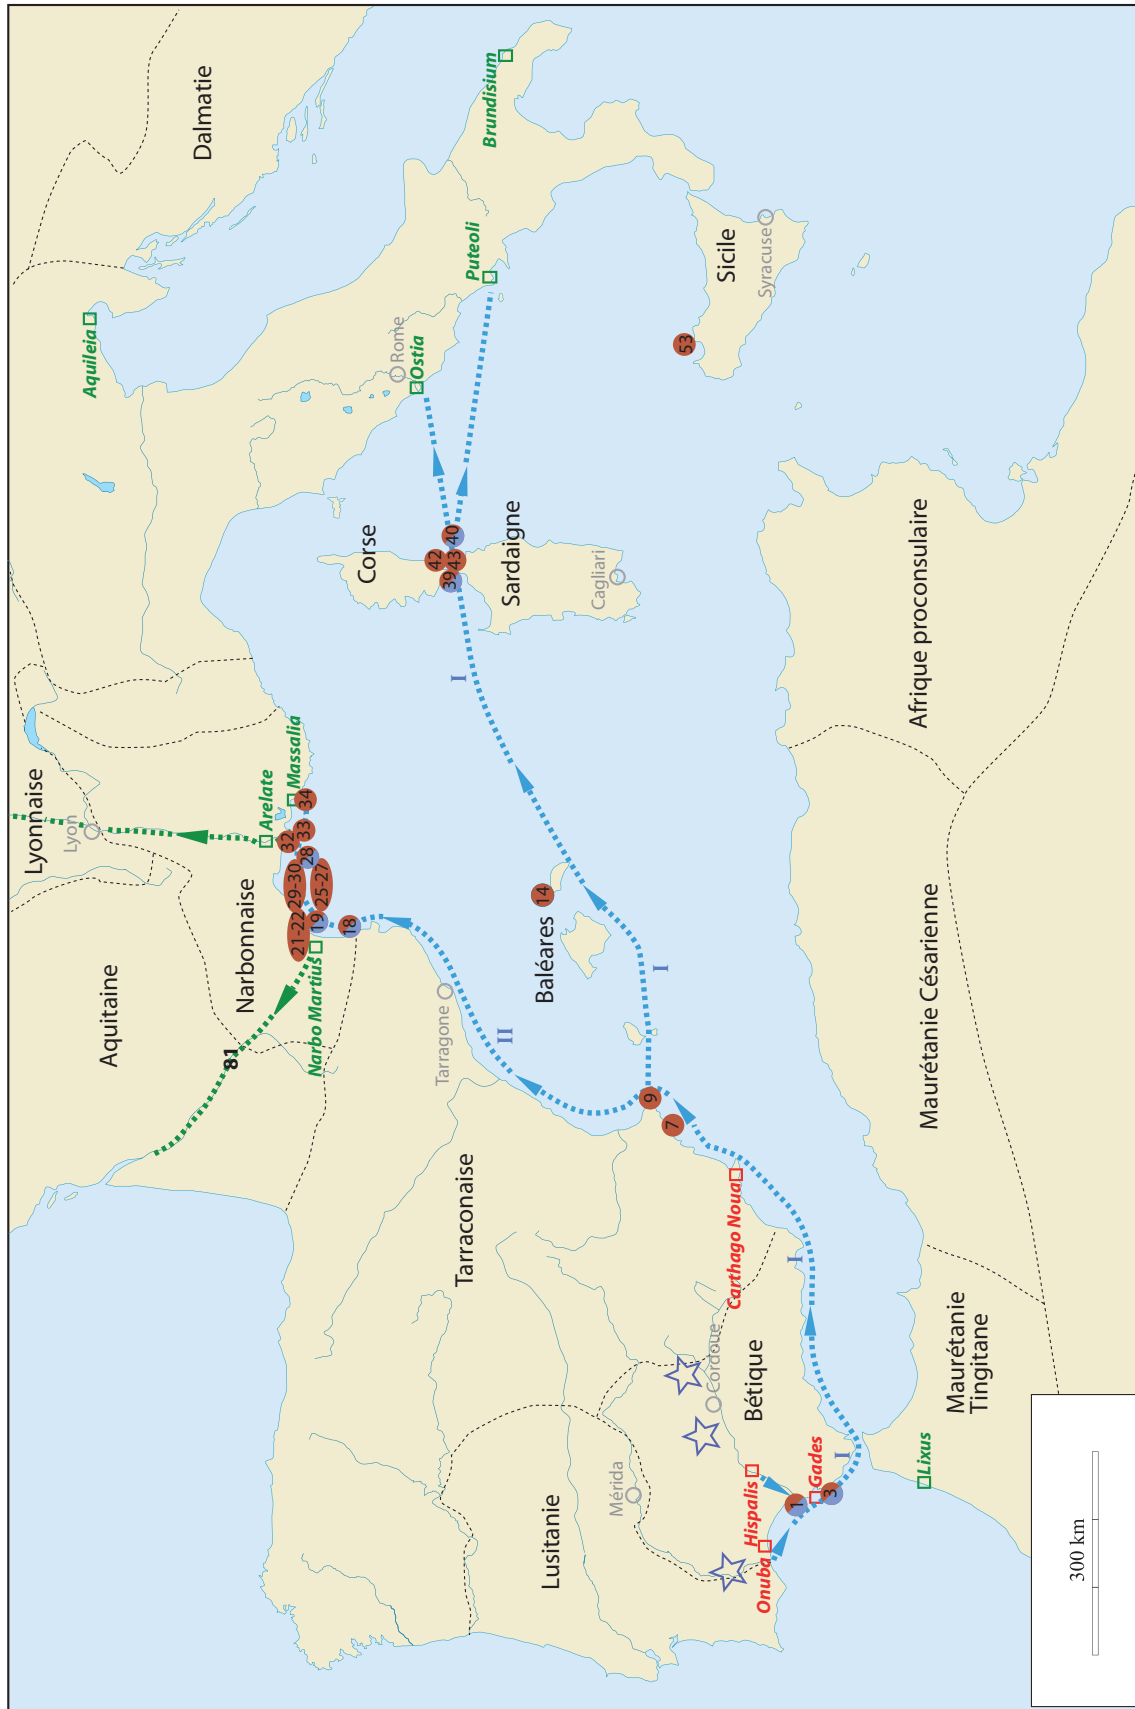 Lyonnaise
Lyon
Aquitaine
Narbonnaise
81
Arelate
Massalia
Narbo Martius
32
33
34
28
29-30
25-27
21-22
19
18
Aquileia
Dalmatie
Rome
Ostia
Puteoli
Brundisium
Corse
42
43
39
40
Sardaigne
Cagliari
Sicile
Syracuse
53
I
II
I
Baléares
14
Tarragone
Tarraconaise
9
7
Carthago Noua
I
Lusitanie
Mérida
Cordoue
Bétique
Hispalis
Onuba
Gades
1
3
I
Lixus
Maurétanie
Tingitane
Maurétanie Césarienne
Afrique proconsulaire
300 km